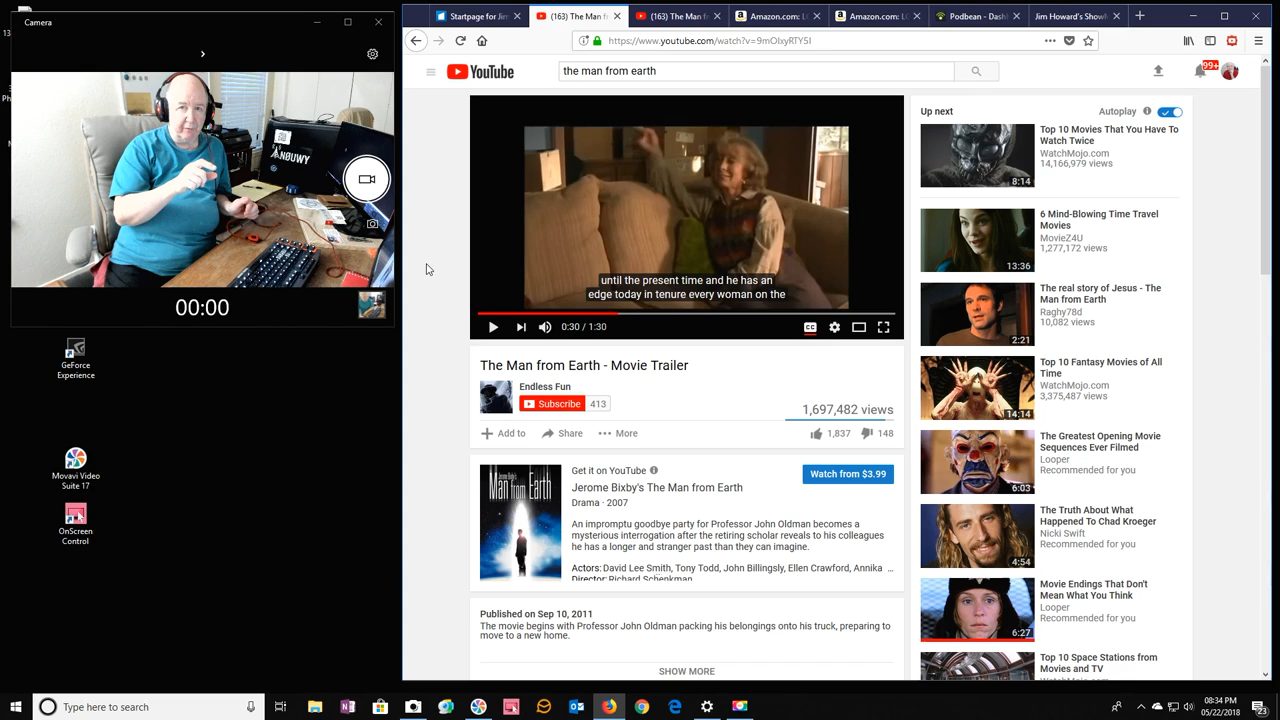 Camera
00:00
GeForce
Experience
Movavi Video
Suite 17
OnScreen
Control
Startpage for Jim
(163) The Man f
(163) The Man fr
Amazon.com: LG
Amazon.com: LG
Podbean - Dashb
Jim Howard's ShowM
https://www.youtube.com/watch?v=9mOIxyRTYSI
YouTube
the man from earth
99+
until the present time and he has an
edge today in tenure every woman on the
0:30 / 1:30
CC
The Man from Earth - Movie Trailer
Endless Fun
Subscribe 413
1,697,482 views
Add to Share ••• More 1,837 148
Get it on YouTube
Watch from $3.99
Jerome Bixby's The Man from Earth
Drama · 2007
An impromptu goodbye party for Professor John Oldman becomes a
mysterious interrogation after the retiring scholar reveals to his colleagues
he has a longer and stranger past than they can imagine.
Actors: David Lee Smith, Tony Todd, John Billingsly, Ellen Crawford, Annika ...
Director: Richard Schenkman
Man from Earth
Published on Sep 10, 2011
The movie begins with Professor John Oldman packing his belongings onto his truck, preparing to
move to a new home.
SHOW MORE
Up next
Autoplay
Top 10 Movies That You Have To
Watch Twice
WatchMojo.com
14,166,979 views
8:14
6 Mind-Blowing Time Travel
Movies
MovieZ4U
1,277,172 views
13:36
The real story of Jesus - The
Man from Earth
Raghy78d
10,082 views
2:21
Top 10 Fantasy Movies of All
Time
WatchMojo.com
3,375,487 views
14:14
The Greatest Opening Movie
Sequences Ever Filmed
Looper
Recommended for you
6:03
The Truth About What
Happened To Chad Kroeger
Nicki Swift
Recommended for you
4:54
Movie Endings That Don't
Mean What You Think
Looper
Recommended for you
6:27
Top 10 Space Stations from
Movies and TV
WatchMojo.com
Type here to search
08:34 PM
05/22/2018
23